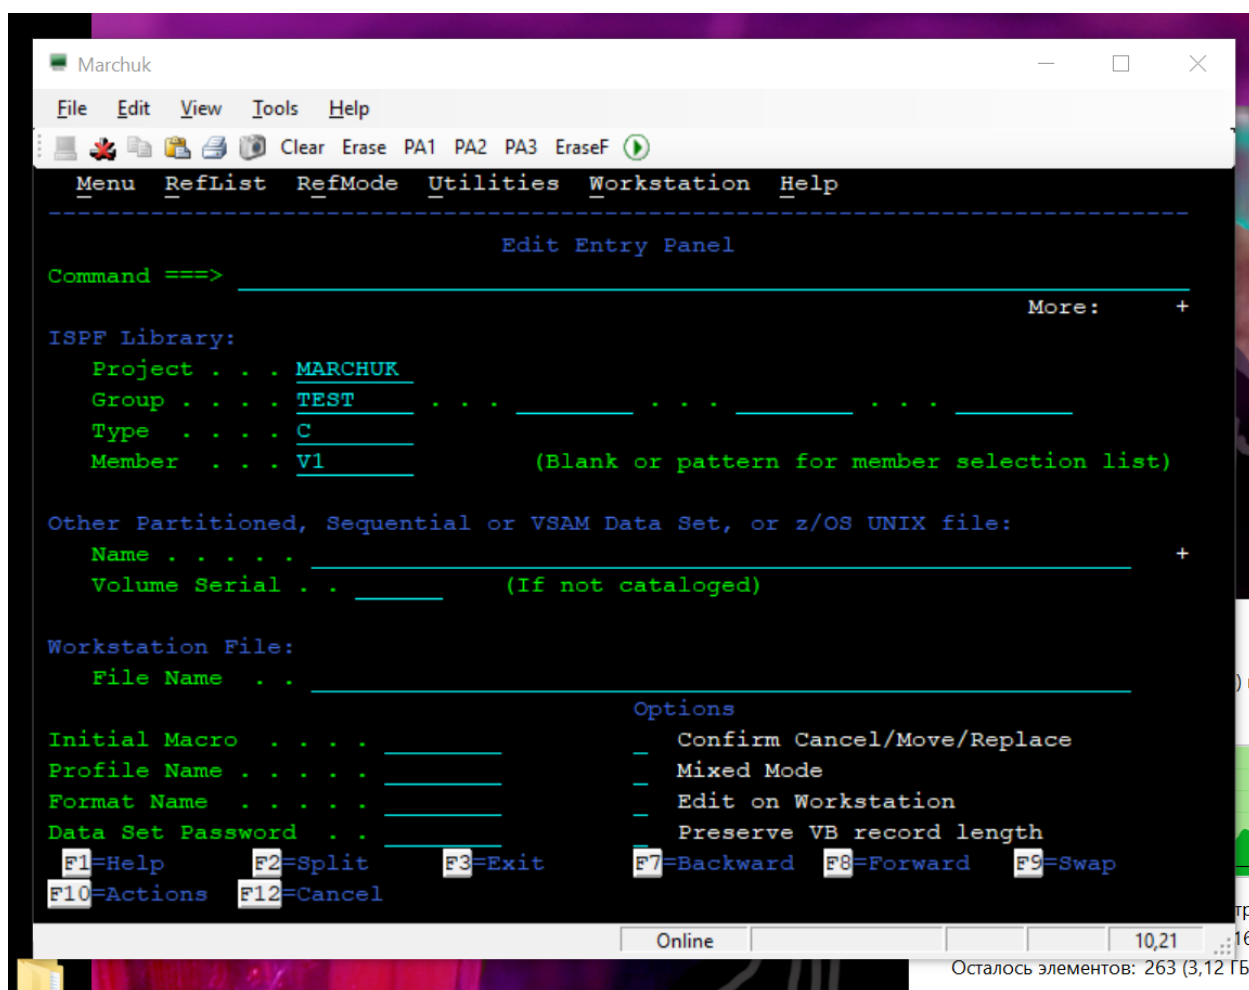 Marchuk
File Edit View Tools Help
Clear Erase PA1 PA2 PA3 EraseF
Menu RefList RefMode Utilities Workstation Help
Edit Entry Panel
Command ===>
More: +
ISPF Library:
Project . . . MARCHUK
Group . . . . TEST . . . . . . . . .
Type . . . . C
Member . . . V1 (Blank or pattern for member selection list)
Other Partitioned, Sequential or VSAM Data Set, or z/OS UNIX file:
Name . . . . . +
Volume Serial . . (If not cataloged)
Workstation File:
File Name . .
Options
Initial Macro . . . . Confirm Cancel/Move/Replace
Profile Name . . . . . Mixed Mode
Format Name . . . . . Edit on Workstation
Data Set Password . . Preserve VB record length
F1=Help F2=Split F3=Exit F7=Backward F8=Forward F9=Swap
F10=Actions F12=Cancel
Online 10,21
Осталось элементов: 263 (3,12 ГБ